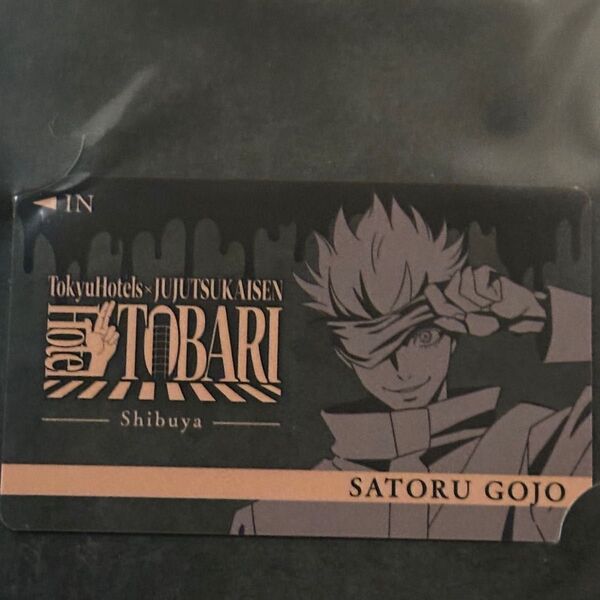 ◀ IN
TokyuHotels×JUJUTSUKAISEN
Hotel TOBARI
Shibuya
SATORU GOJO